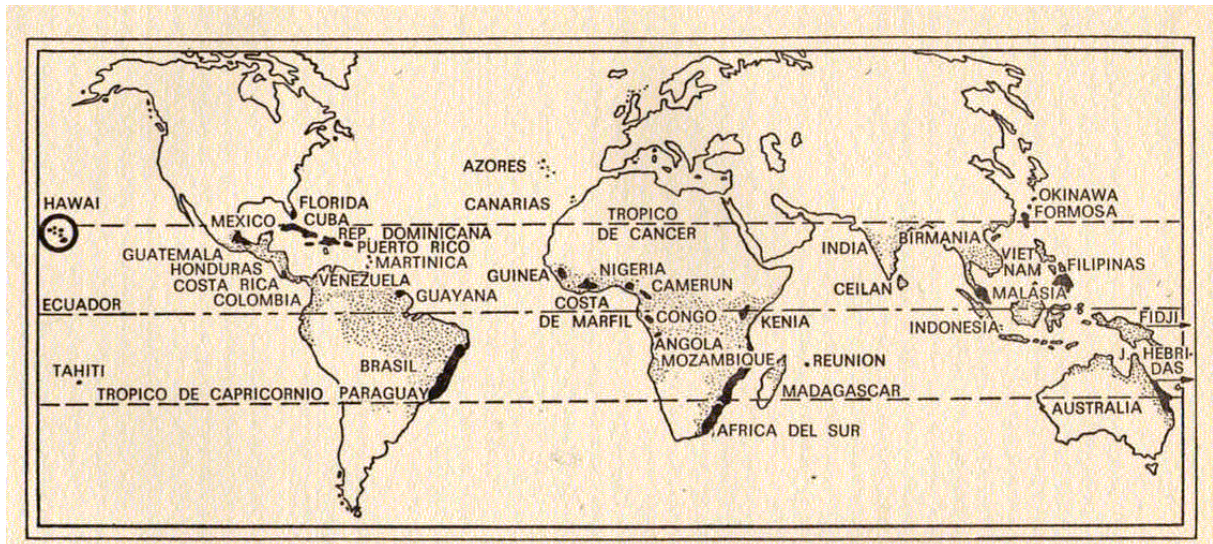 AZORES
HAWAI
FLORIDA
CANARIAS
OKINAWA
MEXICO
CUBA
TROPICO
DE CANCER
FORMOSA
REP. DOMINICANA
PUERTO RICO
GUATEMALA
MARTINICA
INDIA
BIRMANIA
VIET
NAM
FILIPINAS
HONDURAS
COSTA RICA
VENEZUELA
GUINEA
NIGERIA
CAMERUN
CEILAN
MALASIA
COLOMBIA
GUAYANA
ECUADOR
COSTA
DE MARFIL
CONGO
KENIA
INDONESIA
FIDJI
ANGOLA
MOZAMBIQUE
REUNION
HEBRI-
DAS
TAHITI
BRASIL
TROPICO DE CAPRICORNIO
PARAGUAY
MADAGASCAR
AUSTRALIA
AFRICA DEL SUR